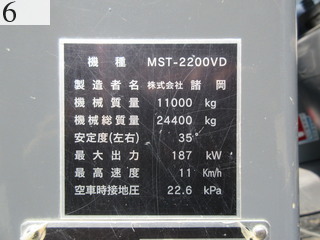 6
機種 MST-2200VD
製造者名 株式会社 諸岡
機械質量 11000 kg
機械総質量 24400 kg
安定度(左右) 35°
最大出力 187 kW
最高速度 11 Km/h
空車時接地圧 22.6 kPa